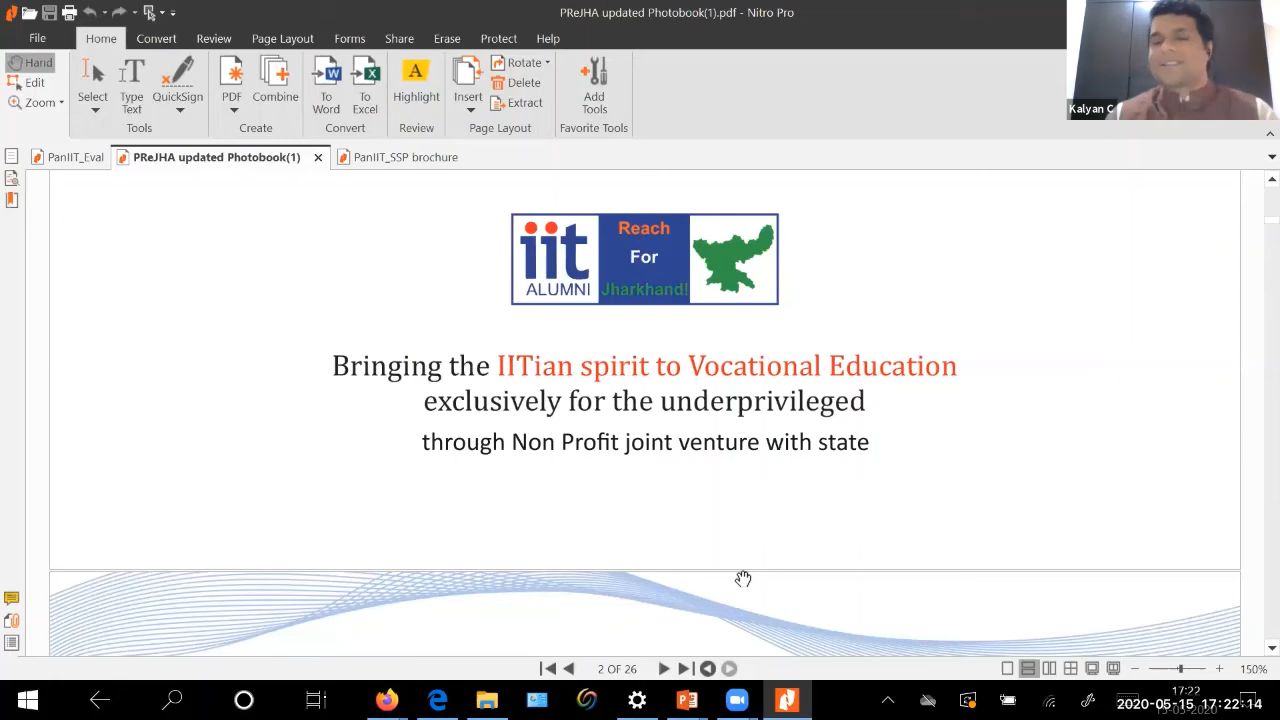 PReJHA updated Photobook(1).pdf - Nitro Pro
File Home Convert Review Page Layout Forms Share Erase Protect Help
Hand
Edit
Zoom
Select
Type Text
QuickSign
Tools
PDF
Combine
Create
To Word
To Excel
Convert
Highlight
Review
Insert
Rotate
Delete
Extract
Page Layout
Add Tools
Favorite Tools
Kalyan C
PanIIT_Eval PReJHA updated Photobook(1) PanIIT_SSP brochure
iit
ALUMNI
Reach
For
Jharkhand!
Bringing the IITian spirit to Vocational Education
exclusively for the underprivileged
through Non Profit joint venture with state
2 OF 26
150%
17:22
2020-05-15 17:22:14